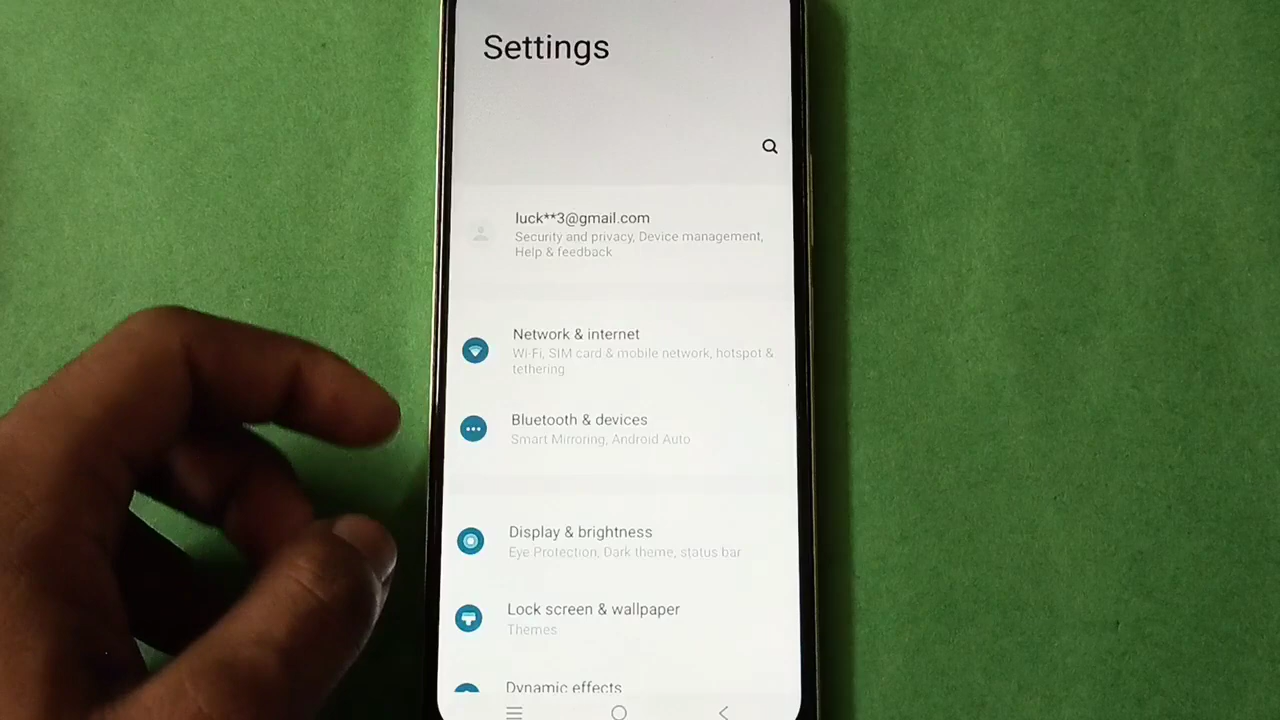 Settings
luck**3@gmail.com
Security and privacy, Device management,
Help & feedback
Network & internet
Wi-Fi, SIM card & mobile network, hotspot &
tethering
Bluetooth & devices
Smart Mirroring, Android Auto
Display & brightness
Eye Protection, Dark theme, status bar
Lock screen & wallpaper
Themes
Dynamic effects